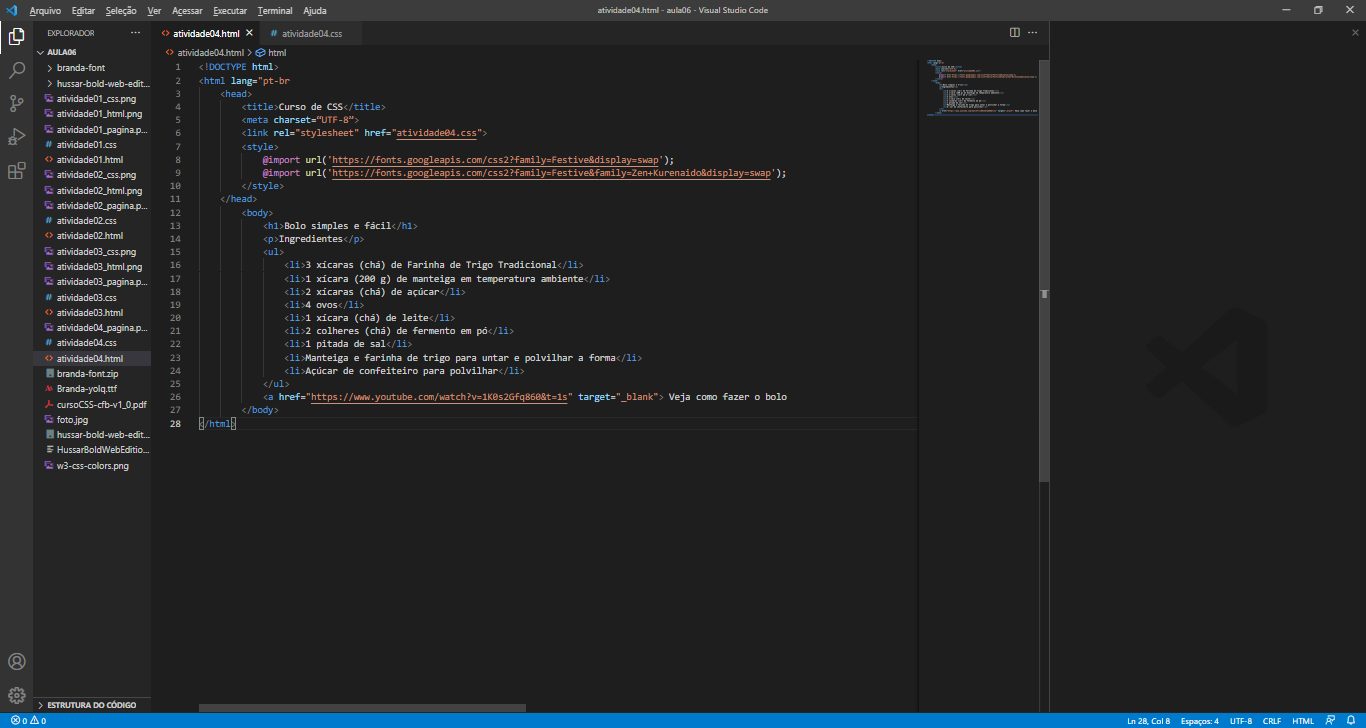 Arquivo Editar Seleção Ver Acessar Executar Terminal Ajuda
atividade04.html - aula06 - Visual Studio Code
EXPLORADOR ···
AULA06
branda-font
hussar-bold-web-edit...
atividade01_css.png
atividade01_html.png
atividade01_pagina.p...
# atividade01.css
<> atividade01.html
atividade02_css.png
atividade02_html.png
atividade02_pagina.p...
# atividade02.css
<> atividade02.html
atividade03_css.png
atividade03_html.png
atividade03_pagina.p...
# atividade03.css
<> atividade03.html
atividade04_pagina.p...
# atividade04.css
<> atividade04.html
branda-font.zip
Branda-yolq.ttf
cursoCSS-cfb-v1_0.pdf
foto.jpg
hussar-bold-web-edit...
HussarBoldWebEditio...
w3-css-colors.png
ESTRUTURA DO CÓDIGO
<> atividade04.html × # atividade04.css
<> atividade04.html > html
1 <!DOCTYPE html>
2 <html lang="pt-br
3 <head>
4 <title>Curso de CSS</title>
5 <meta charset=“UTF-8”>
6 <link rel="stylesheet" href="atividade04.css">
7 <style>
8 @import url('https://fonts.googleapis.com/css2?family=Festive&display=swap');
9 @import url('https://fonts.googleapis.com/css2?family=Festive&family=Zen+Kurenaido&display=swap');
10 </style>
11 </head>
12 <body>
13 <h1>Bolo simples e fácil</h1>
14 <p>Ingredientes</p>
15 <ul>
16 <li>3 xícaras (chá) de Farinha de Trigo Tradicional</li>
17 <li>1 xícara (200 g) de manteiga em temperatura ambiente</li>
18 <li>2 xícaras (chá) de açúcar</li>
19 <li>4 ovos</li>
20 <li>1 xícara (chá) de leite</li>
21 <li>2 colheres (chá) de fermento em pó</li>
22 <li>1 pitada de sal</li>
23 <li>Manteiga e farinha de trigo para untar e polvilhar a forma</li>
24 <li>Açúcar de confeiteiro para polvilhar</li>
25 </ul>
26 <a href="https://www.youtube.com/watch?v=1K0s2Gfq860&t=1s" target="_blank"> Veja como fazer o bolo
27 </body>
28 </html>
0 0
Ln 28, Col 8 Espaços: 4 UTF-8 CRLF HTML